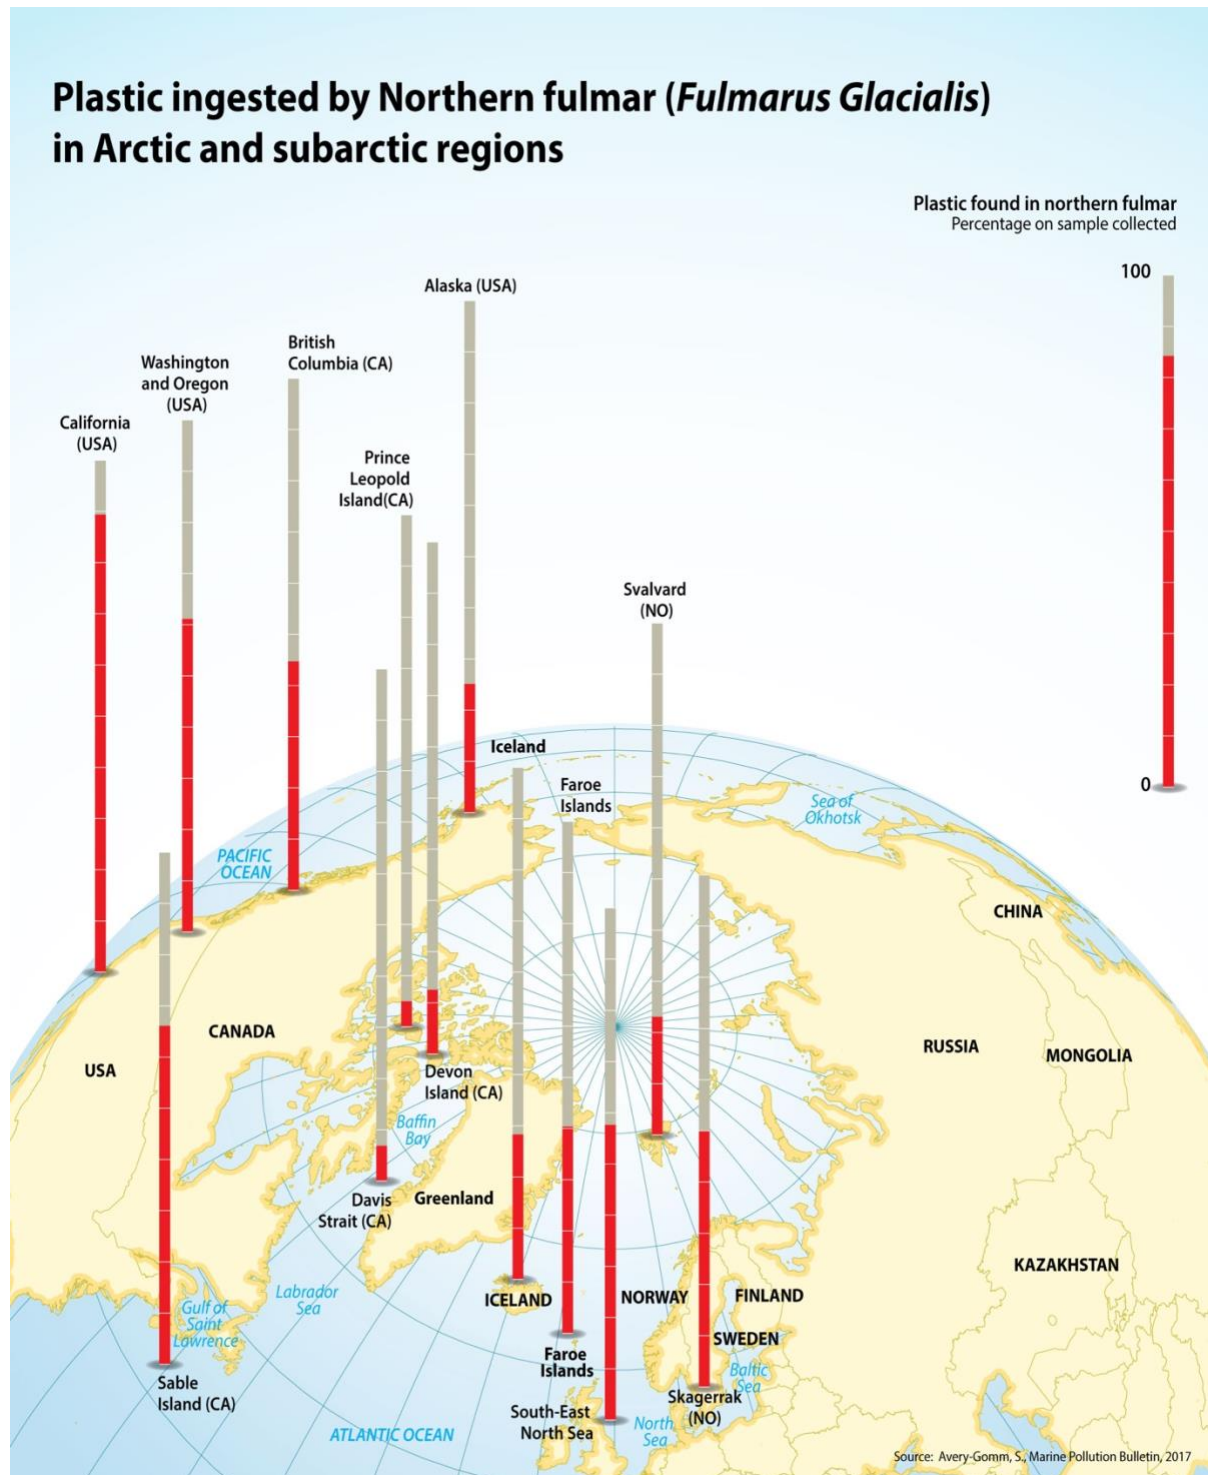 Plastic ingested by Northern fulmar (Fulmarus Glacialis)
in Arctic and subarctic regions
Plastic found in northern fulmar
Percentage on sample collected
100
0
Alaska (USA)
British
Columbia (CA)
Washington
and Oregon
(USA)
California
(USA)
Prince
Leopold
Island(CA)
Svalvard
(NO)
Iceland
Faroe
Islands
Sea of
Okhotsk
PACIFIC
OCEAN
CHINA
CANADA
USA
RUSSIA
MONGOLIA
Devon
Island (CA)
Baffin
Bay
Davis
Strait (CA)
Greenland
KAZAKHSTAN
Labrador
Sea
Gulf of
Saint
Lawrence
ICELAND
NORWAY
FINLAND
SWEDEN
Faroe
Islands
Baltic
Sea
Sable
Island (CA)
Skagerrak
(NO)
South-East
North Sea
North
Sea
ATLANTIC OCEAN
Source: Avery-Gomm, S., Marine Pollution Bulletin, 2017